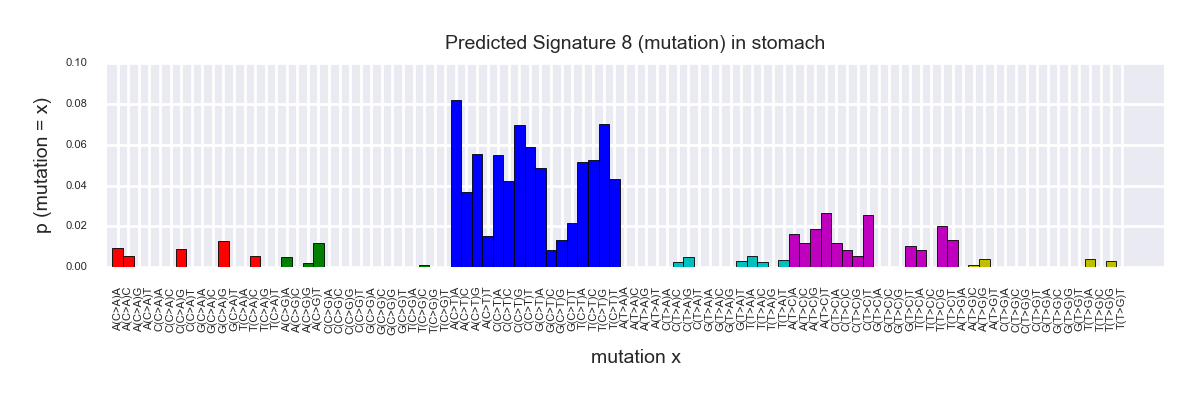 Predicted Signature 8 (mutation) in stomach
p (mutation = x)
0.10
0.08
0.06
0.04
0.02
0.00
A(C>A)A
A(C>A)C
A(C>A)G
A(C>A)T
C(C>A)A
C(C>A)C
C(C>A)G
C(C>A)T
G(C>A)A
G(C>A)C
G(C>A)G
G(C>A)T
T(C>A)A
T(C>A)C
T(C>A)G
T(C>A)T
A(C>G)A
A(C>G)C
A(C>G)G
A(C>G)T
C(C>G)A
C(C>G)C
C(C>G)G
C(C>G)T
G(C>G)A
G(C>G)C
G(C>G)G
G(C>G)T
T(C>G)A
T(C>G)C
T(C>G)G
T(C>G)T
A(C>T)A
A(C>T)C
A(C>T)G
A(C>T)T
C(C>T)A
C(C>T)C
C(C>T)G
C(C>T)T
G(C>T)A
G(C>T)C
G(C>T)G
G(C>T)T
T(C>T)A
T(C>T)C
T(C>T)G
T(C>T)T
A(T>A)A
A(T>A)C
A(T>A)G
A(T>A)T
C(T>A)A
C(T>A)C
C(T>A)G
C(T>A)T
G(T>A)A
G(T>A)C
G(T>A)G
G(T>A)T
T(T>A)A
T(T>A)C
T(T>A)G
T(T>A)T
A(T>C)A
A(T>C)C
A(T>C)G
A(T>C)T
C(T>C)A
C(T>C)C
C(T>C)G
C(T>C)T
G(T>C)A
G(T>C)C
G(T>C)G
G(T>C)T
T(T>C)A
T(T>C)C
T(T>C)G
T(T>C)T
A(T>G)A
A(T>G)C
A(T>G)G
A(T>G)T
C(T>G)A
C(T>G)C
C(T>G)G
C(T>G)T
G(T>G)A
G(T>G)C
G(T>G)G
G(T>G)T
T(T>G)A
T(T>G)C
T(T>G)G
T(T>G)T
mutation x